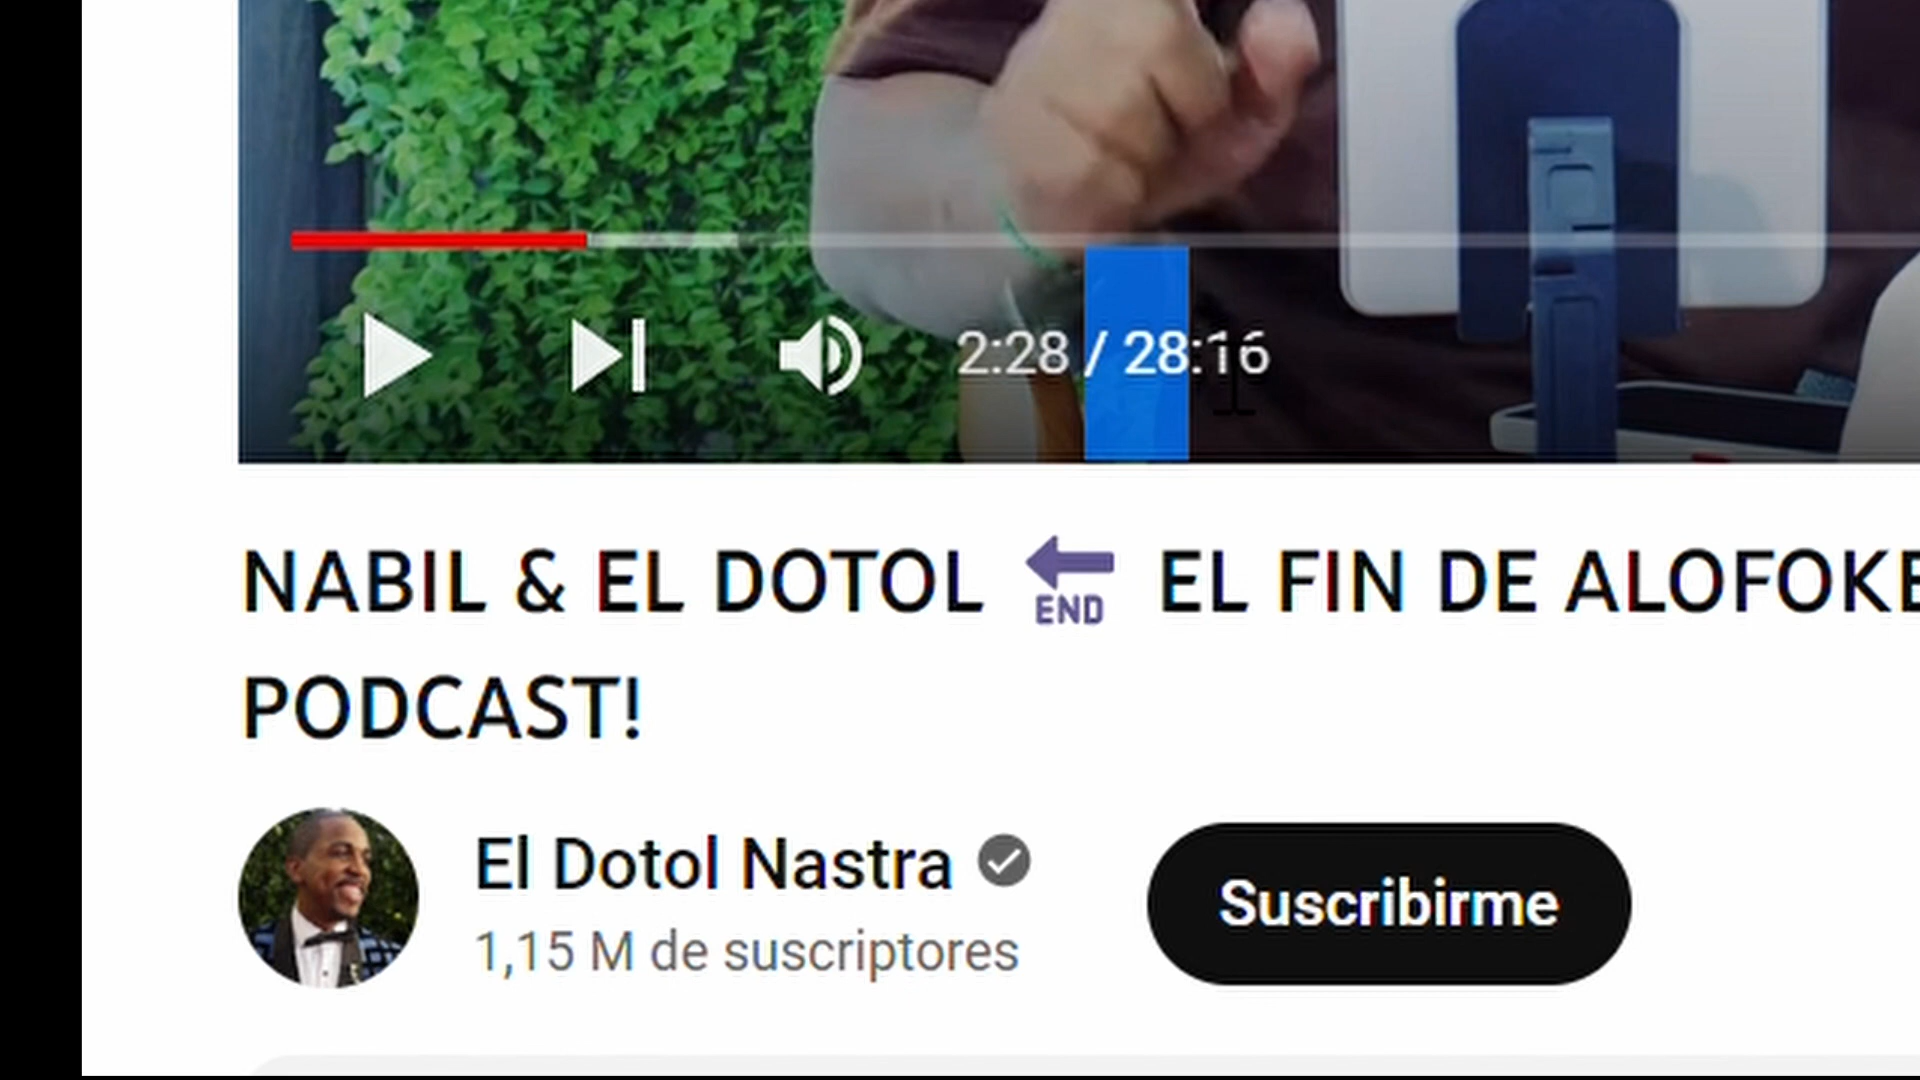 2:28 / 28:16
NABIL & EL DOTOL 🔚 EL FIN DE ALOFOKE
PODCAST!
El Dotol Nastra
1,15 M de suscriptores
Suscribirme